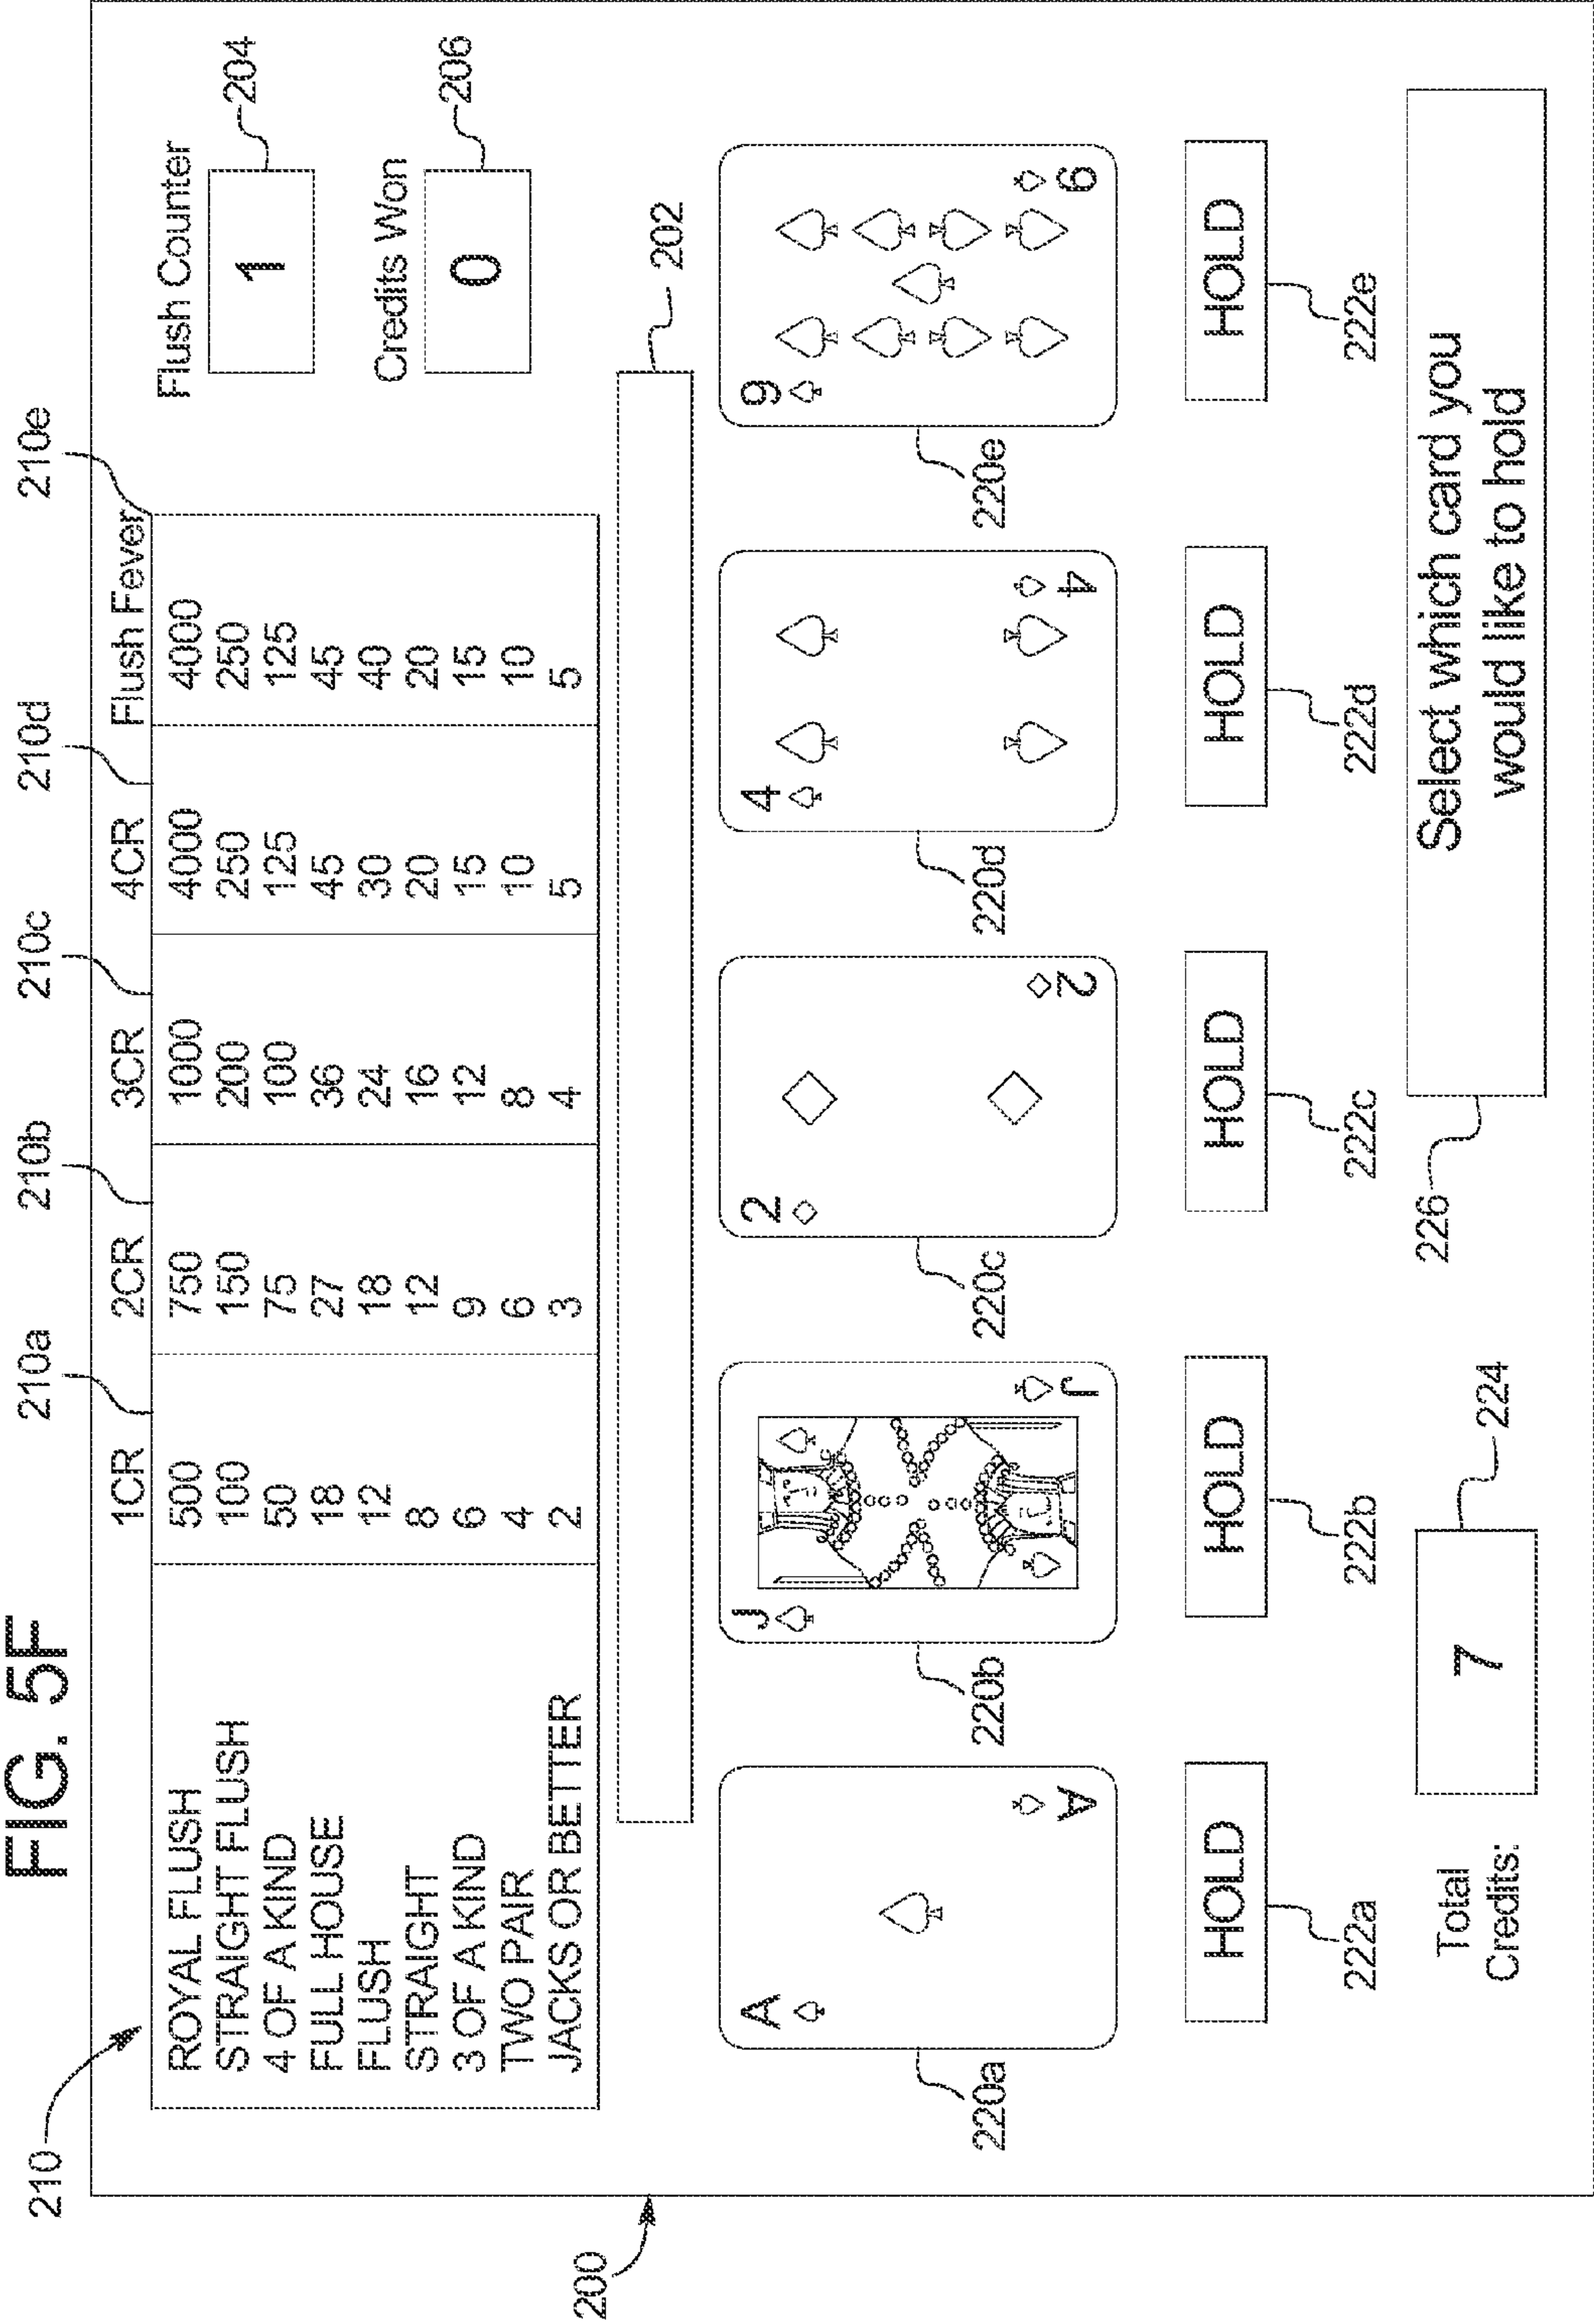 FIG. 5F
210
210a
210b
210c
210d
210e
1CR 2CR 3CR 4CR Flush Fever
ROYAL FLUSH 500 750 1000 4000 4000
STRAIGHT FLUSH 100 150 200 250 250
4 OF A KIND 50 75 100 125 125
FULL HOUSE 18 27 36 45 45
FLUSH 12 18 24 30 40
STRAIGHT 8 12 16 20 20
3 OF A KIND 6 9 12 15 15
TWO PAIR 4 6 8 10 10
JACKS OR BETTER 2 3 4 5 5
Flush Counter
1
204
Credits Won
0
206
202
200
A
A
220a
J
J
220b
2
2
220c
4
4
220d
9
9
220e
HOLD HOLD HOLD HOLD HOLD
222a 222b 222c 222d 222e
Total
Credits:
7
224
226
Select which card you
would like to hold